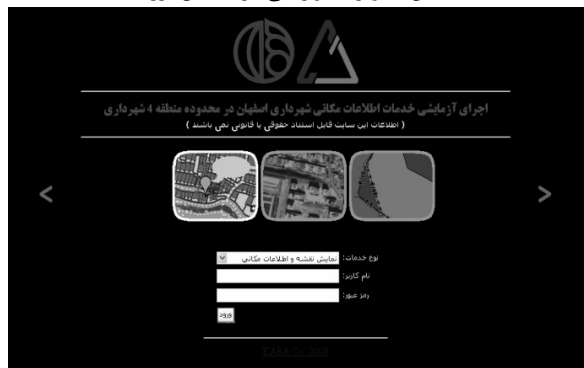 اجرای آزمایشی خدمات اطلاعات مکانی شهرداری اصفهان در محدوده منطقه 4 شهرداری
( اطلاعات این سایت قابل استناد حقوقی یا قانونی نمی باشند )
نوع خدمات: نمایش نقشه و اطلاعات مکانی
نام کاربر:
رمز عبور:
ورود